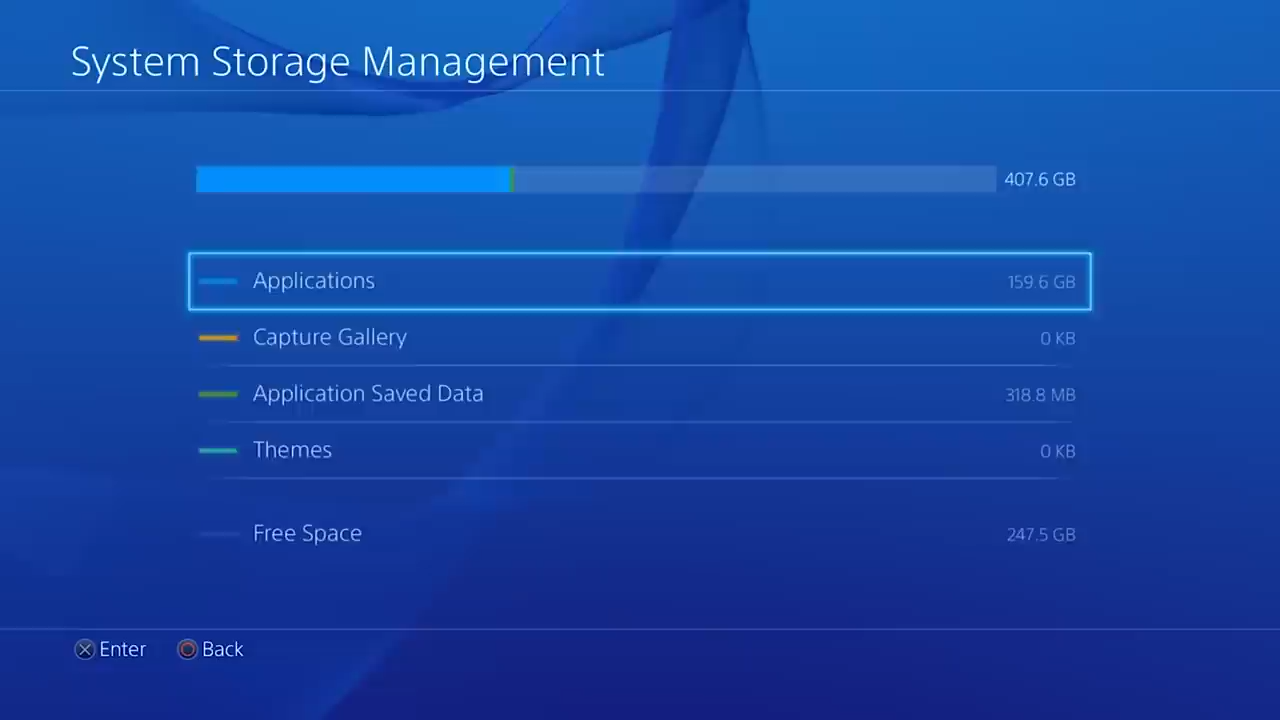 System Storage Management
407.6 GB
Applications 159.6 GB
Capture Gallery 0 KB
Application Saved Data 318.8 MB
Themes 0 KB
Free Space 247.5 GB
Enter Back